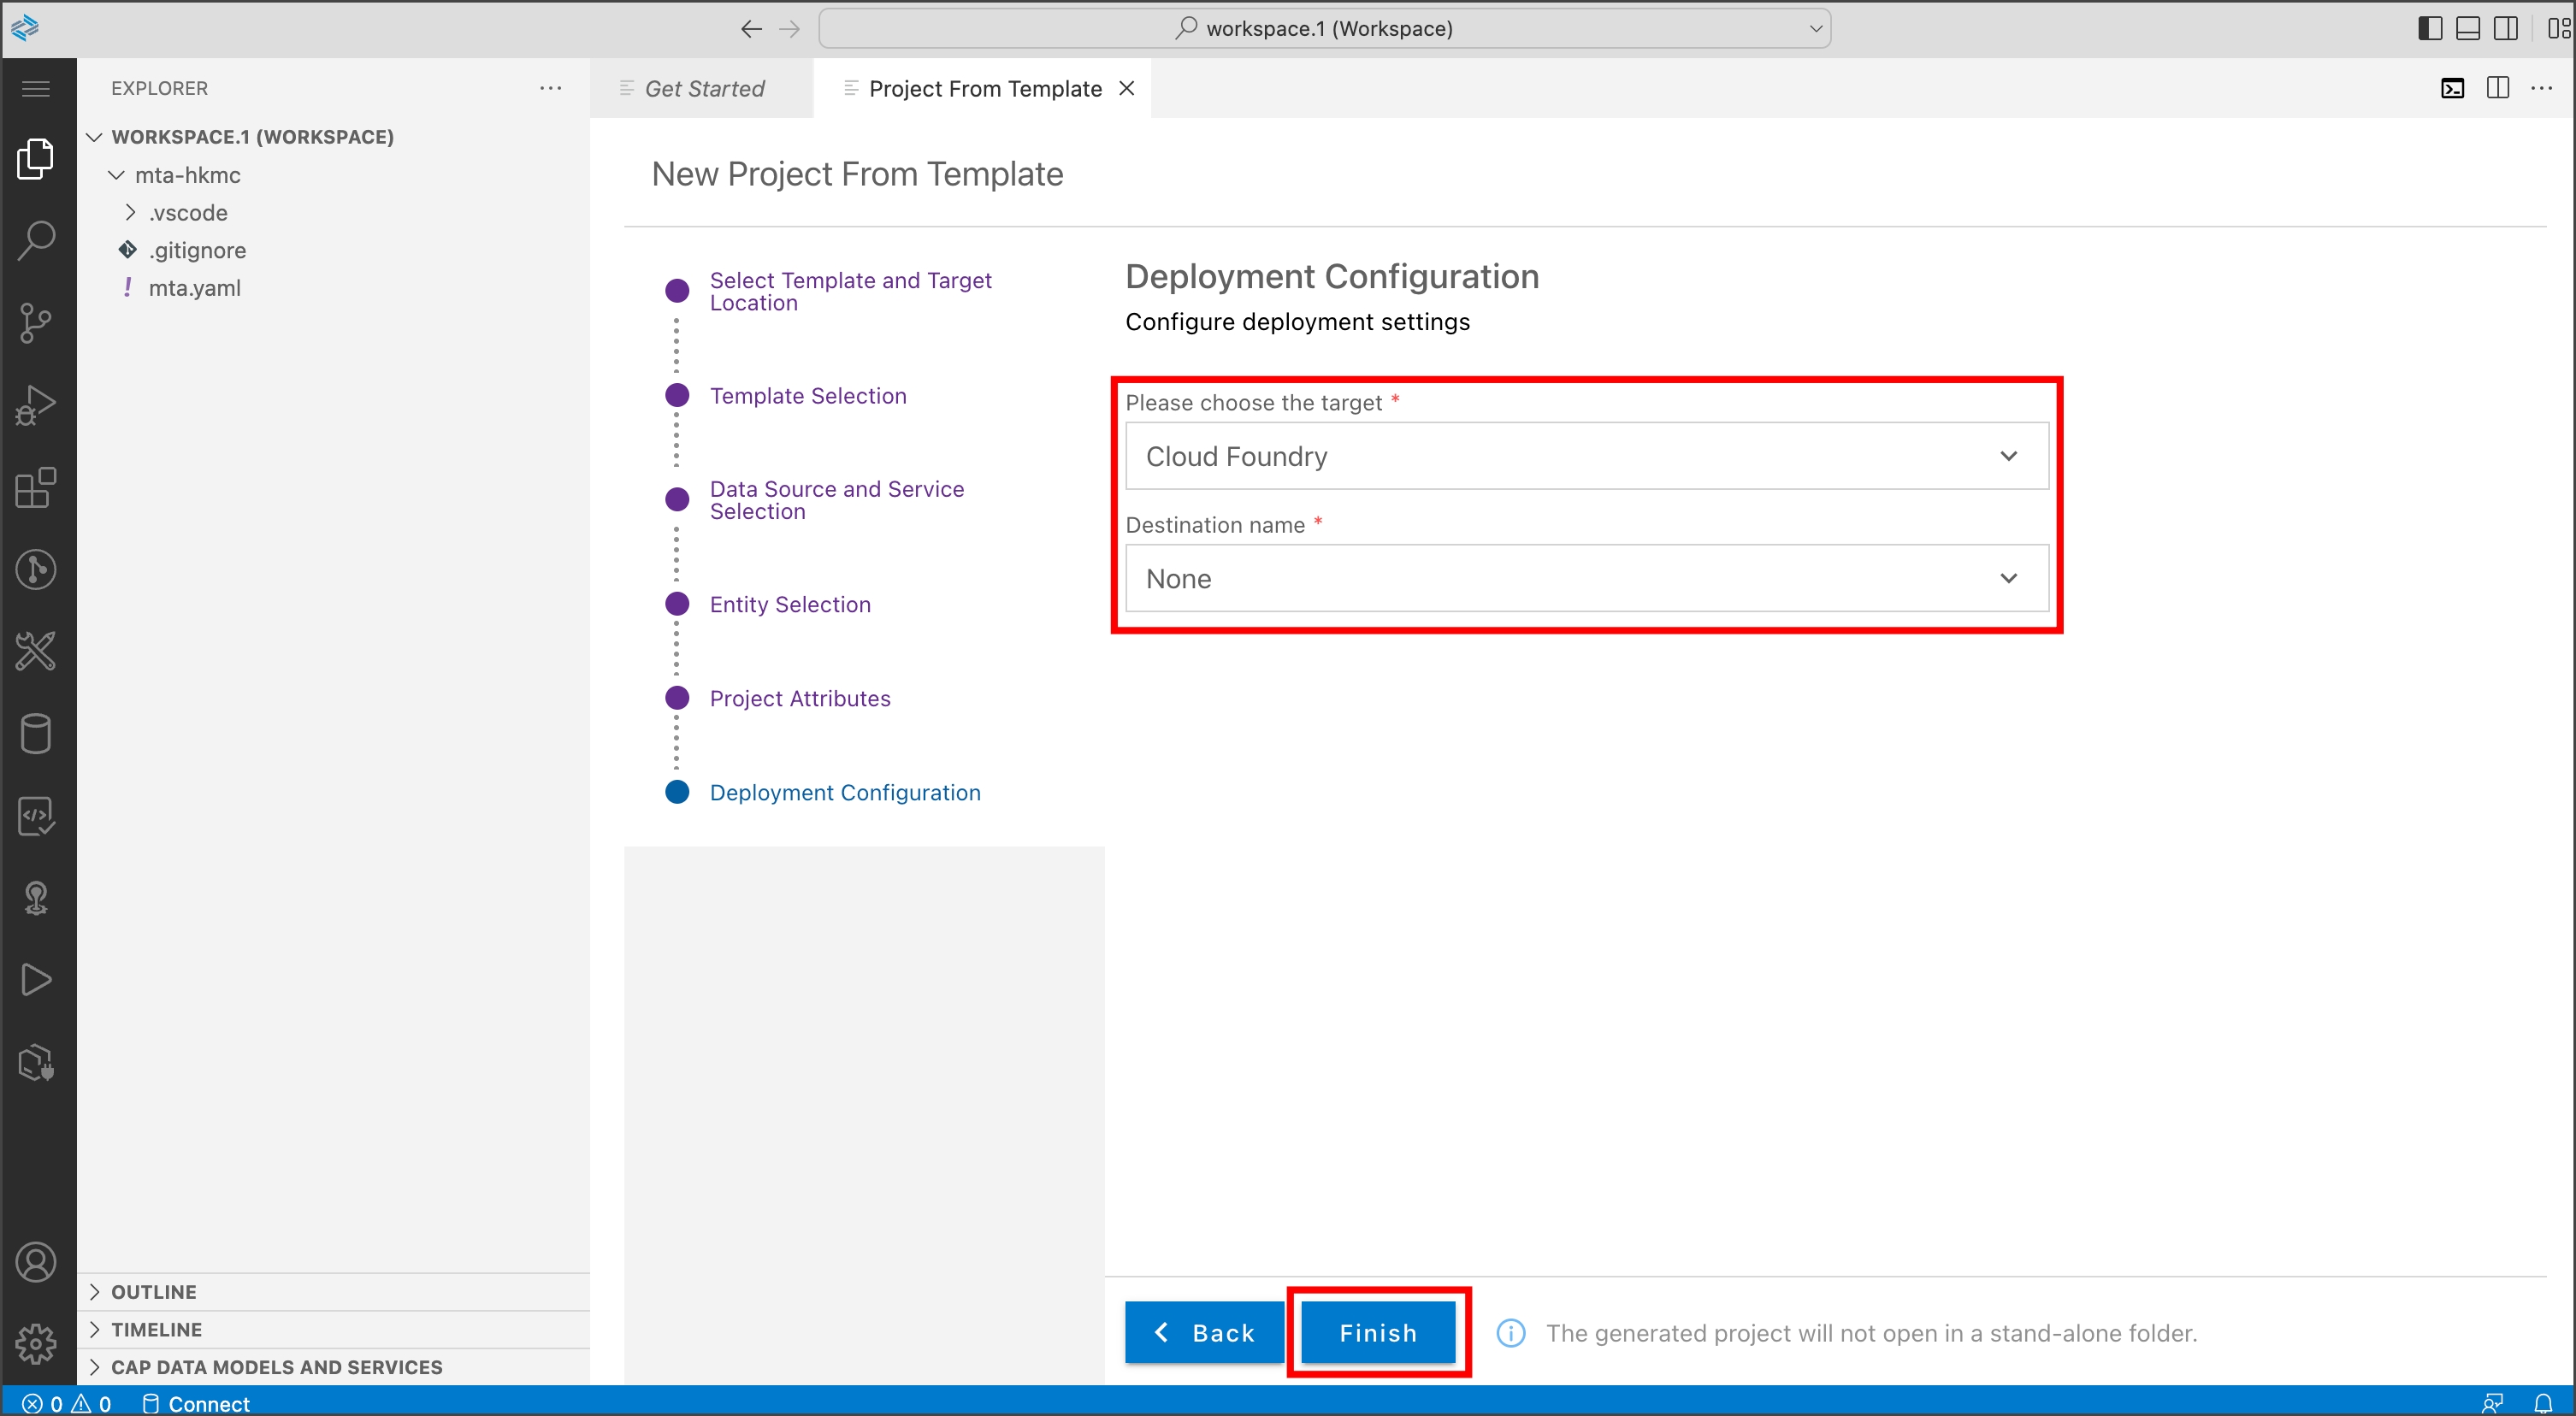 workspace.1 (Workspace)
EXPLORER
WORKSPACE.1 (WORKSPACE)
mta-hkmc
.vscode
.gitignore
! mta.yaml
OUTLINE
TIMELINE
CAP DATA MODELS AND SERVICES
Get Started
Project From Template
New Project From Template
Select Template and Target
Location
Template Selection
Data Source and Service
Selection
Entity Selection
Project Attributes
Deployment Configuration
Deployment Configuration
Configure deployment settings
Please choose the target *
Cloud Foundry
Destination name *
None
Back
Finish
The generated project will not open in a stand-alone folder.
0 0 Connect